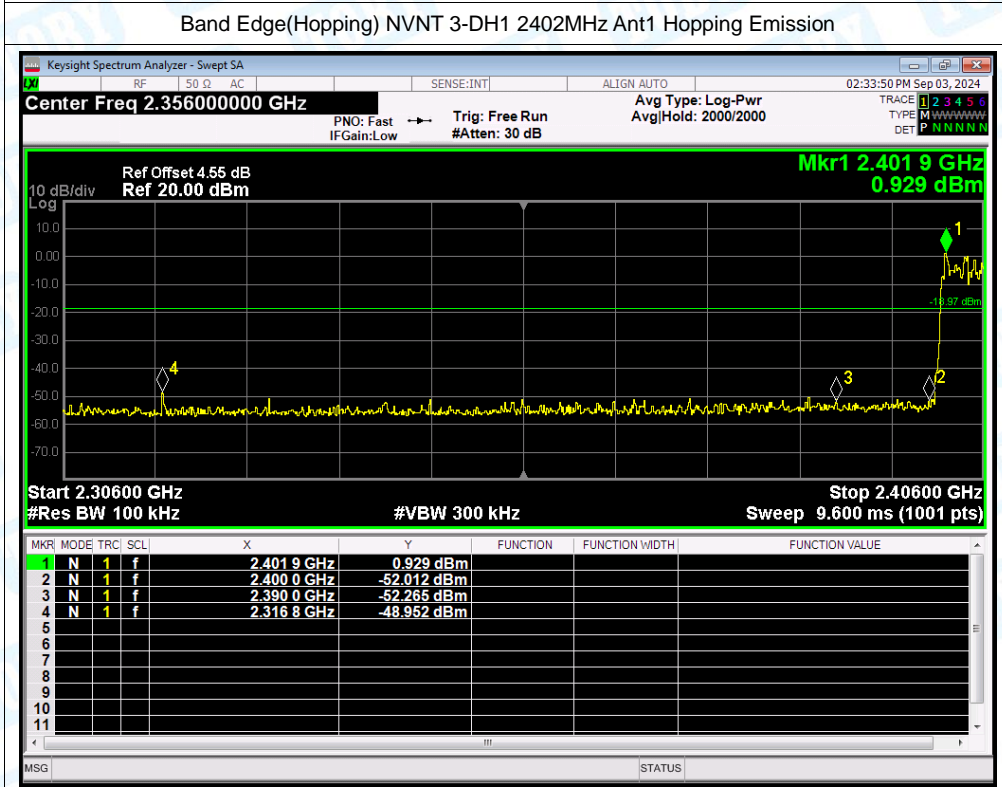 Band Edge(Hopping) NVNT 3-DH1 2402MHz Ant1 Hopping Emission
Keysight Spectrum Analyzer - Swept SA
LXI RF 50 Ω AC SENSE:INT ALIGN AUTO 02:33:50 PM Sep 03, 2024
Center Freq 2.356000000 GHz Avg Type: Log-Pwr TRACE 1 2 3 4 5 6
PNO: Fast Trig: Free Run Avg|Hold: 2000/2000 TYPE M WWWWW
IFGain:Low #Atten: 30 dB DET P N N N N N
Mkr1 2.401 9 GHz
Ref Offset 4.55 dB
10 dB/div Ref 20.00 dBm 0.929 dBm
Log
10.0
1
0.00
-10.0
-18.97 dBm
-20.0
-30.0
-40.0
4 3 2
-50.0
-60.0
-70.0
Start 2.30600 GHz Stop 2.40600 GHz
#Res BW 100 kHz #VBW 300 kHz Sweep 9.600 ms (1001 pts)
MKR MODE TRC SCL X Y FUNCTION FUNCTION WIDTH FUNCTION VALUE
1 N 1 f 2.401 9 GHz 0.929 dBm
2 N 1 f 2.400 0 GHz -52.012 dBm
3 N 1 f 2.390 0 GHz -52.265 dBm
4 N 1 f 2.316 8 GHz -48.952 dBm
5
6
7
8
9
10
11
MSG STATUS